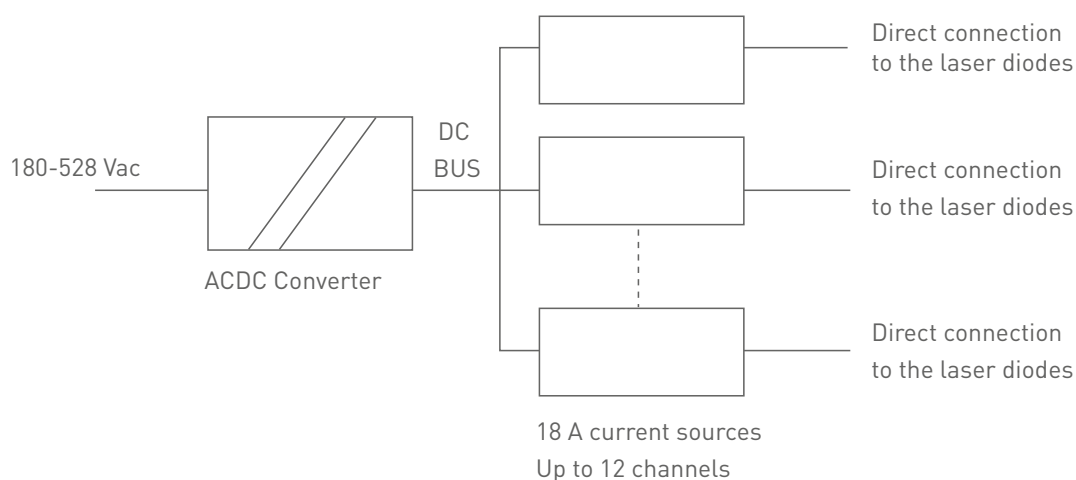 180-528 Vac
ACDC Converter
DC
BUS
Direct connection
to the laser diodes
Direct connection
to the laser diodes
Direct connection
to the laser diodes
18 A current sources
Up to 12 channels